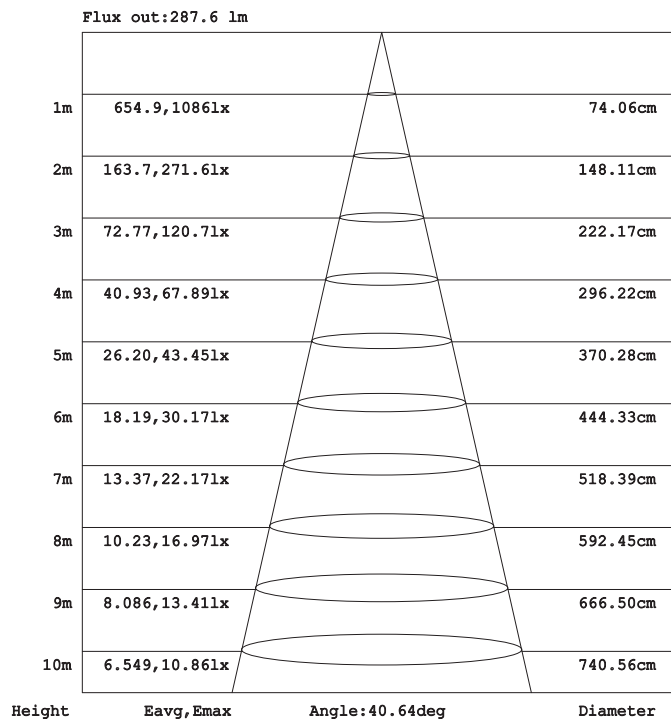 Flux out:287.6 lm
1m 654.9,1086lx 74.06cm
2m 163.7,271.6lx 148.11cm
3m 72.77,120.7lx 222.17cm
4m 40.93,67.89lx 296.22cm
5m 26.20,43.45lx 370.28cm
6m 18.19,30.17lx 444.33cm
7m 13.37,22.17lx 518.39cm
8m 10.23,16.97lx 592.45cm
9m 8.086,13.41lx 666.50cm
10m 6.549,10.86lx 740.56cm
Height Eavg,Emax Angle:40.64deg Diameter